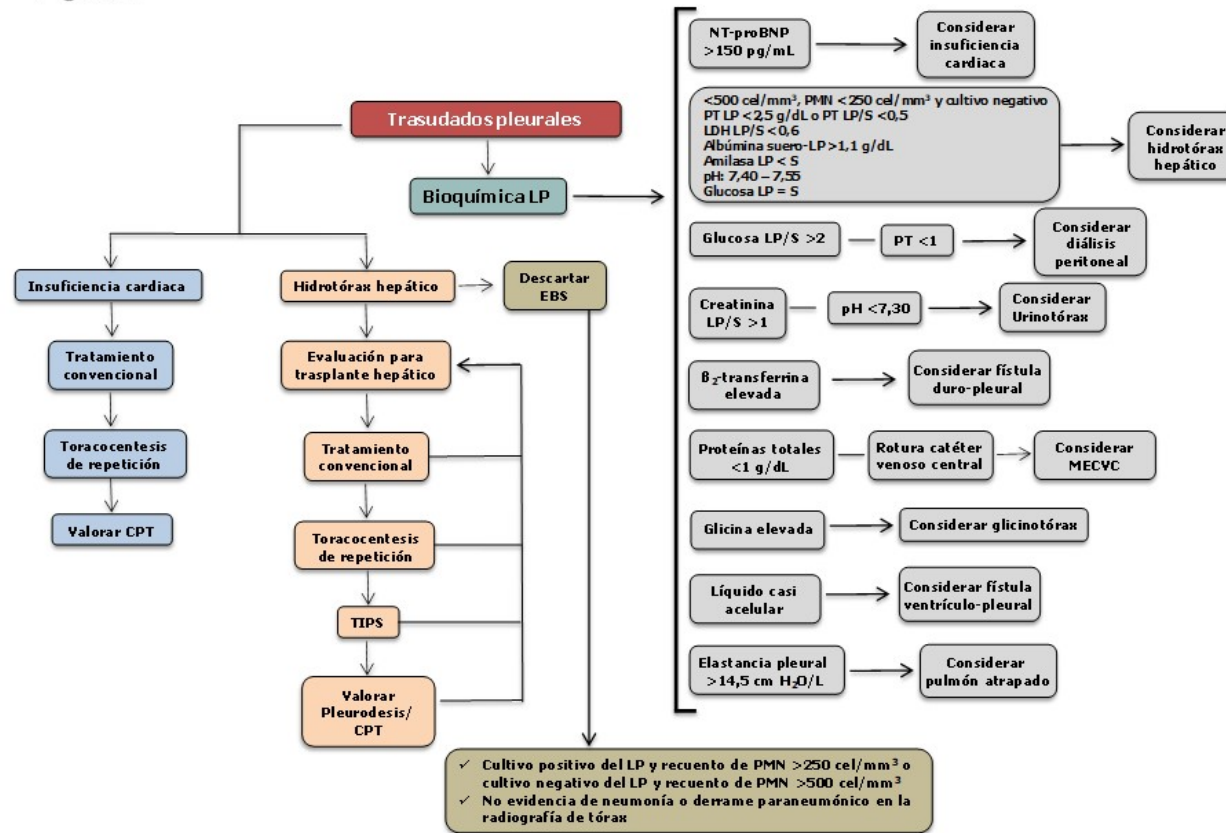 Trasudados pleurales
Bioquímica LP
Insuficiencia cardiaca
Tratamiento
convencional
Toracocentesis
de repetición
Valorar CPT
Hidrotórax hepático
Descartar
EBS
Evaluación para
trasplante hepático
Tratamiento
convencional
Toracocentesis
de repetición
TIPS
Valorar
Pleurodesis/
CPT
NT-proBNP
>150 pg/mL
Considerar
insuficiencia
cardiaca
<500 cel/mm³, PMN <250 cel/mm³ y cultivo negativo
PT LP <2,5 g/dL o PT LP/S <0,5
LDH LP/S <0,6
Albúmina suero-LP >1,1 g/dL
Amilasa LP < S
pH: 7,40 – 7,55
Glucosa LP = S
Considerar
hidrotórax
hepático
Glucosa LP/S >2
PT <1
Considerar
diálisis
peritoneal
Creatinina
LP/S >1
pH <7,30
Considerar
Urinotórax
β₂-transferrina
elevada
Considerar fístula
duro-pleural
Proteínas totales
<1 g/dL
Rotura catéter
venoso central
Considerar
MECVC
Glicina elevada
Considerar glicinotórax
Líquido casi
acelular
Considerar fístula
ventrículo-pleural
Elastancia pleural
>14,5 cm H₂O/L
Considerar
pulmón atrapado
✓ Cultivo positivo del LP y recuento de PMN >250 cel/mm³ o
cultivo negativo del LP y recuento de PMN >500 cel/mm³
✓ No evidencia de neumonía o derrame paraneumónico en la
radiografía de tórax